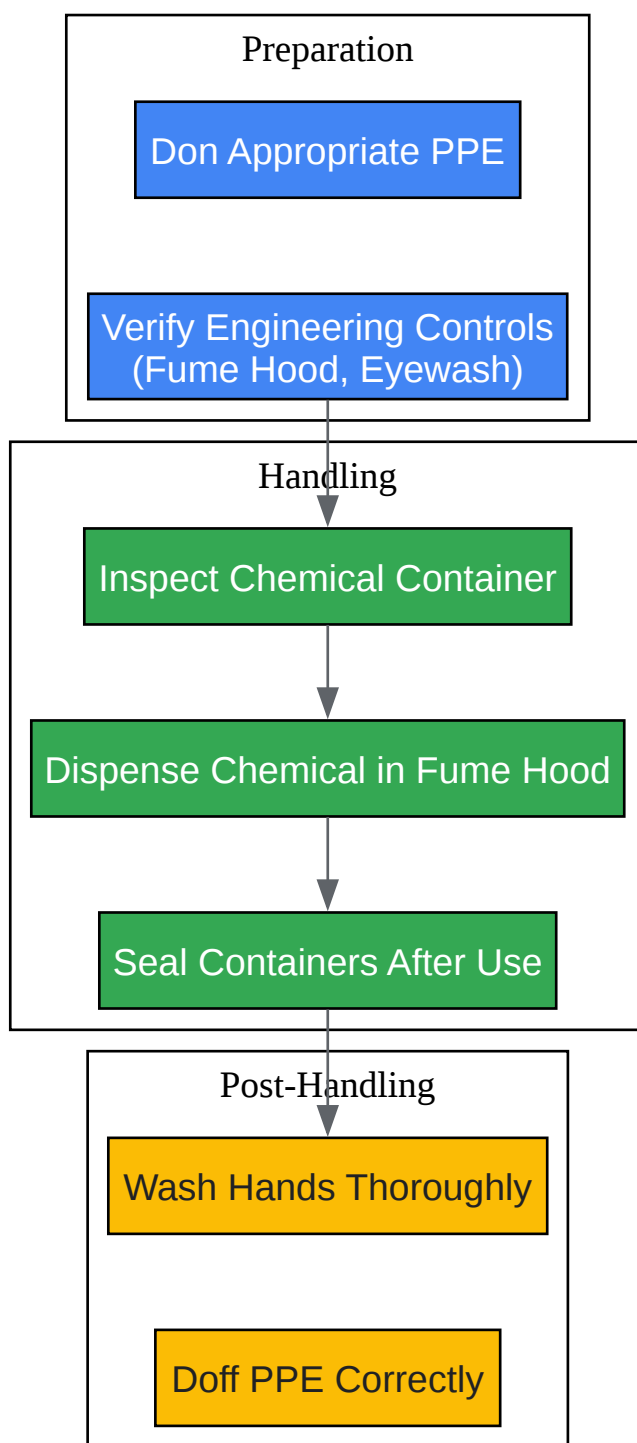 Preparation
Don Appropriate PPE
Verify Engineering Controls
(Fume Hood, Eyewash)
Handling
Inspect Chemical Container
Dispense Chemical in Fume Hood
Seal Containers After Use
Post-Handling
Wash Hands Thoroughly
Doff PPE Correctly